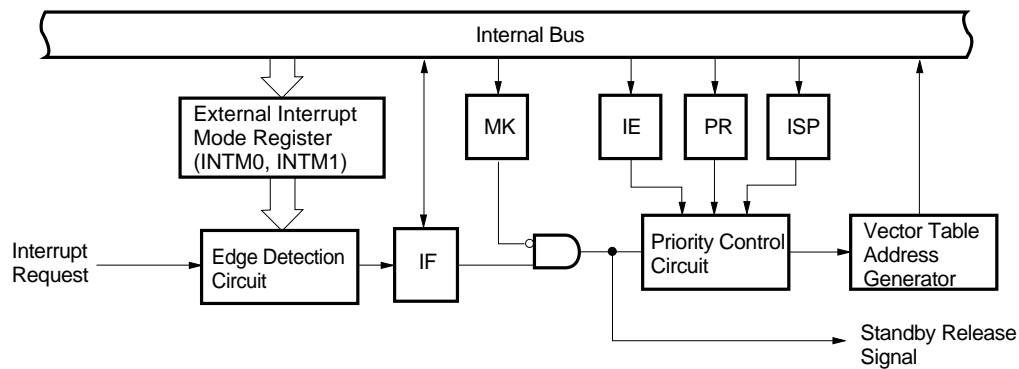 Internal Bus
External Interrupt
Mode Register
(INTM0, INTM1)
MK
IE
PR
ISP
Interrupt
Request
Edge Detection
Circuit
IF
Priority Control
Circuit
Vector Table
Address
Generator
Standby Release
Signal